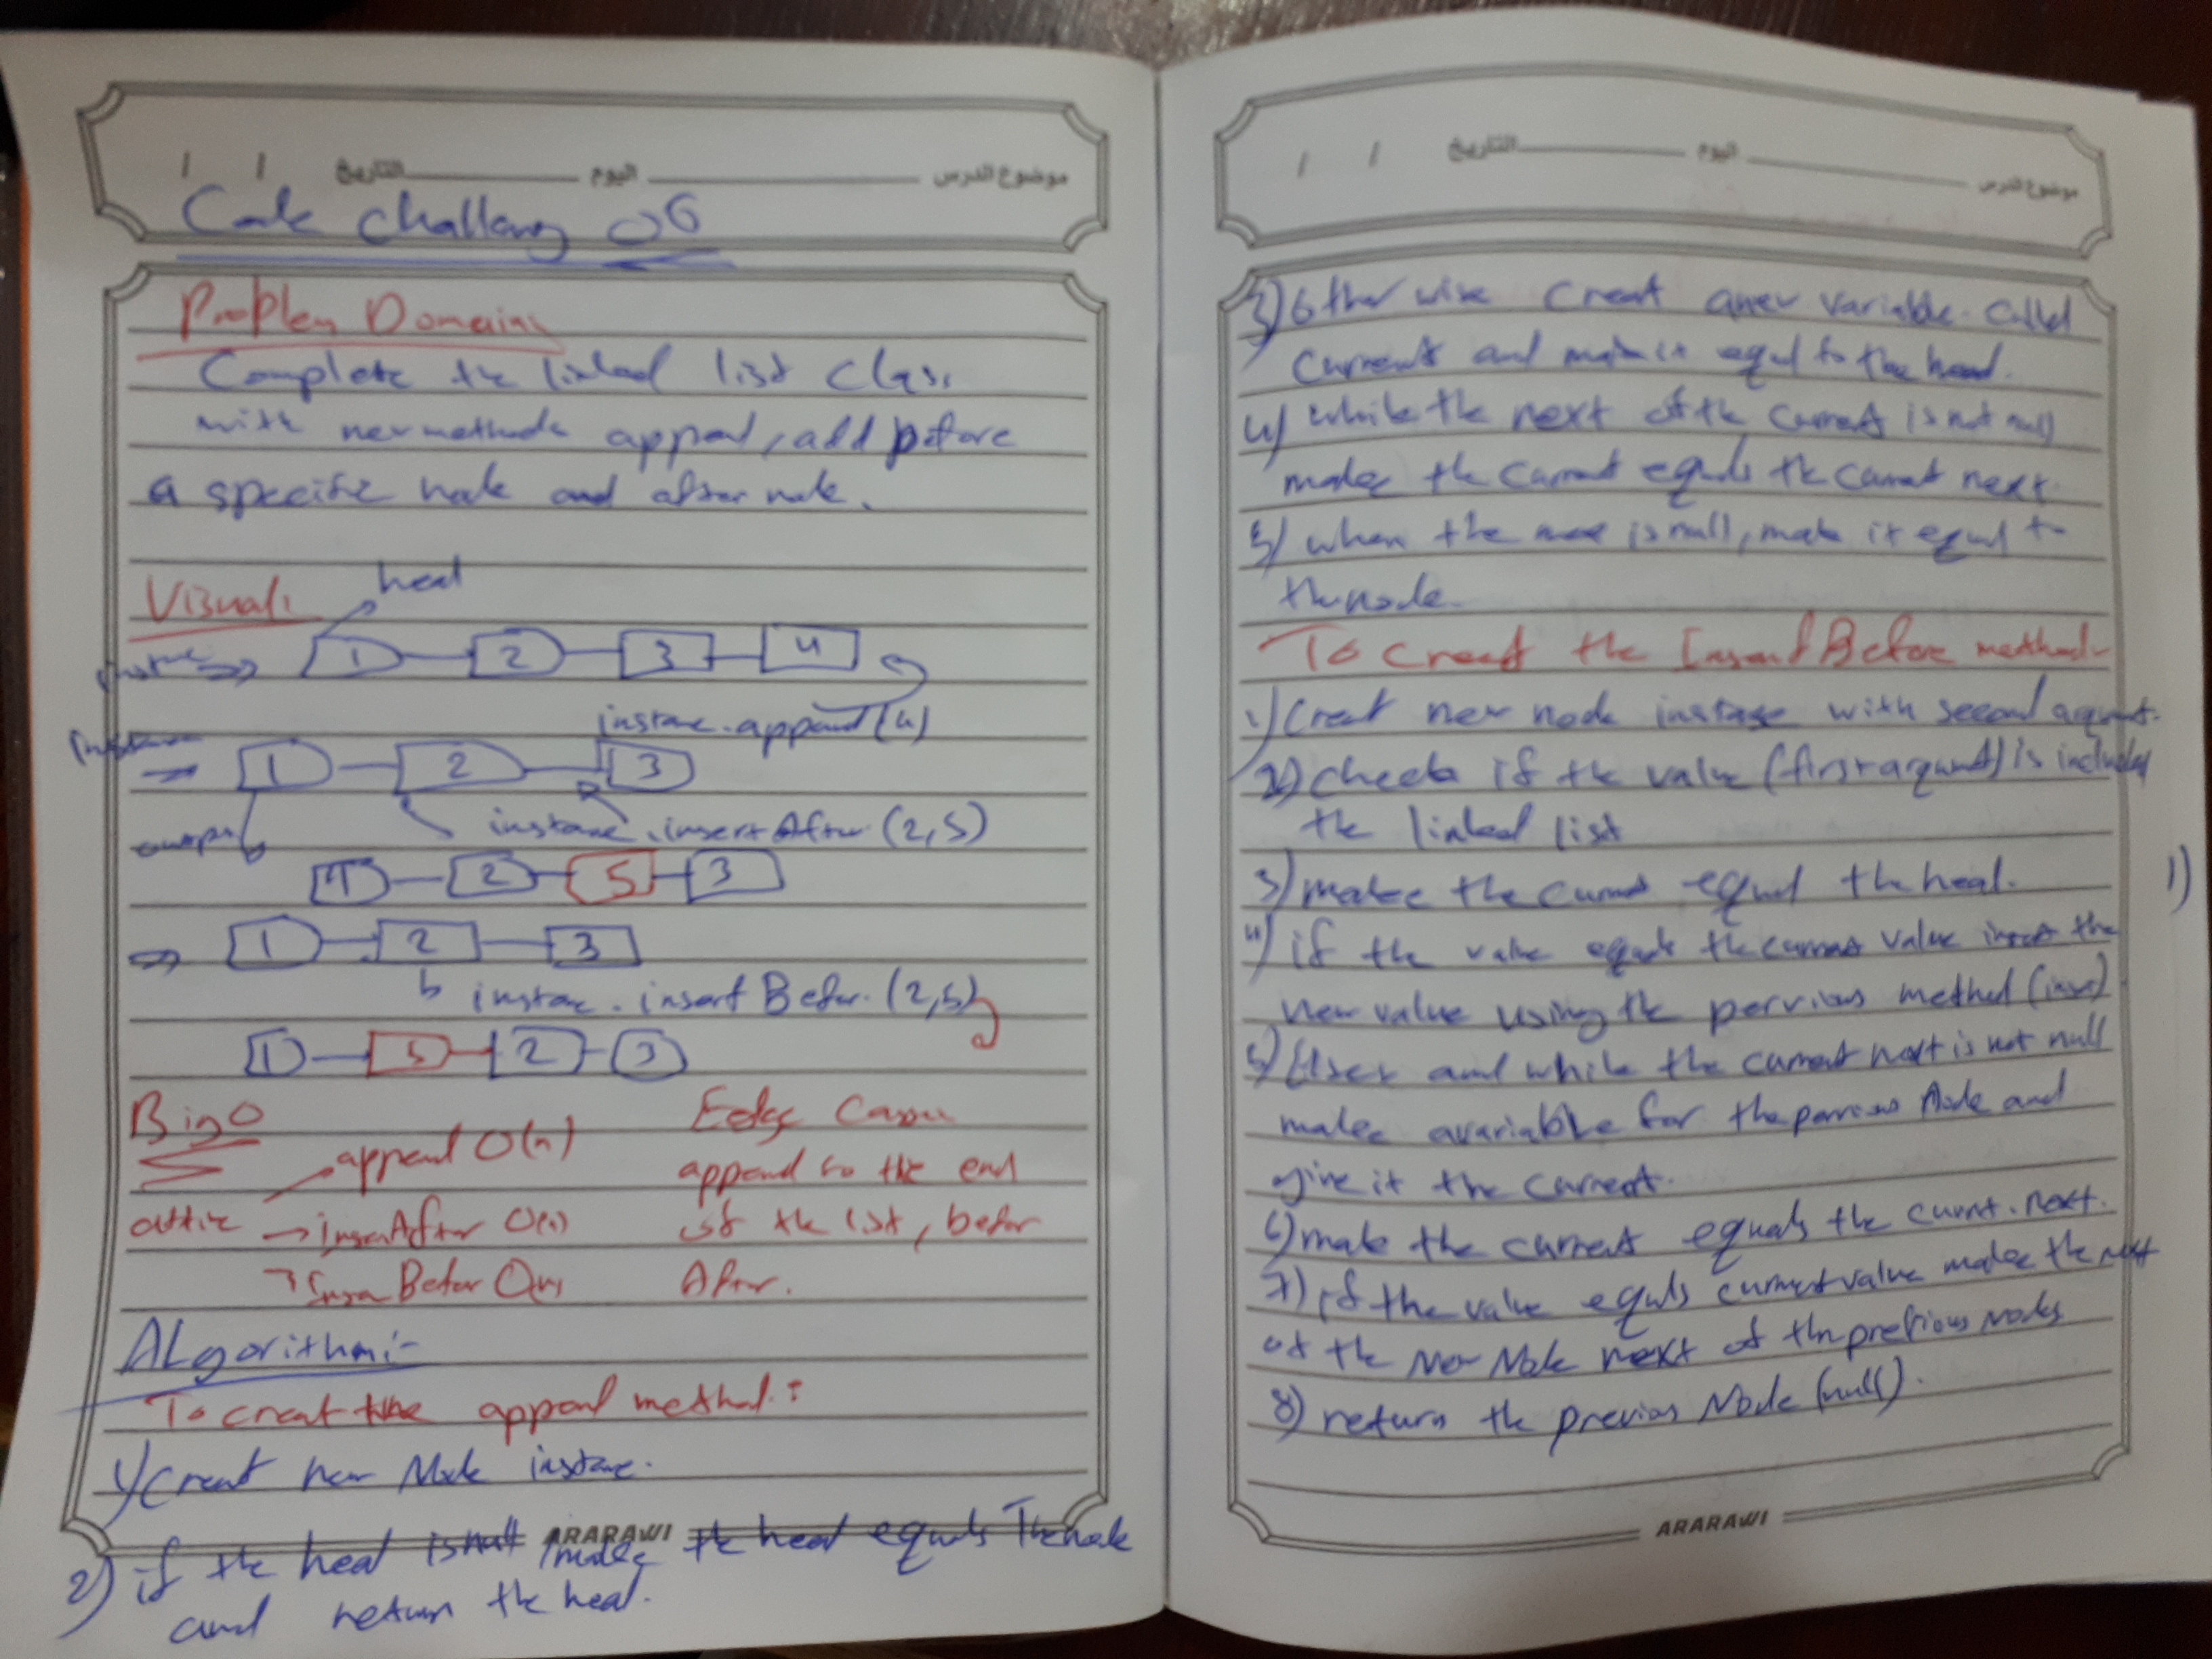 موضوع الدرس اليوم التاريخ / /
Code challeng 06
Problem Domain:
Complete the linked list class
with new methods append, add before
a specific node and after node.
Visual:
head
1 2 3 4
instance.append(4)
1 2 3
output instance.insertAfter (2,5)
1 2 5 3
1 2 3
instance.insertBefor. (2,5)
1 5 2 3
Big O
append O(n)
→ inserAfter O(n)
→ Inser Befor O(n)
Edge Cases
append to the end
of the list, befor
After.
ALgorithm:-
To creat the append method:
1) Creat new Node instance.
2) if the head is null make the head equals The node
and return the head.
ARARAWI
موضوع الدرس اليوم التاريخ / /
3) Other wise Creat a new variable called
Current and make it equal to the head.
4) while the next of the current is not null
make the current equals the current next.
5) when the next is null, make it equal to
the node.
To creat the Insert Before method-
1) Creat new node instance with second argument.
2) check if the value (first argument) is included
the linked list
3) make the current equal the head.
4) if the value equals the current value insert the
new value using the pervious method (insert)
5) Else and while the current next is not null
make a variable for the pervious Node and
give it the current.
6) make the current equals the current.next.
7) if the value equals current value make the next
of the New Node next of the previous Nodes
8) return the previous Node (null).
1)
ARARAWI